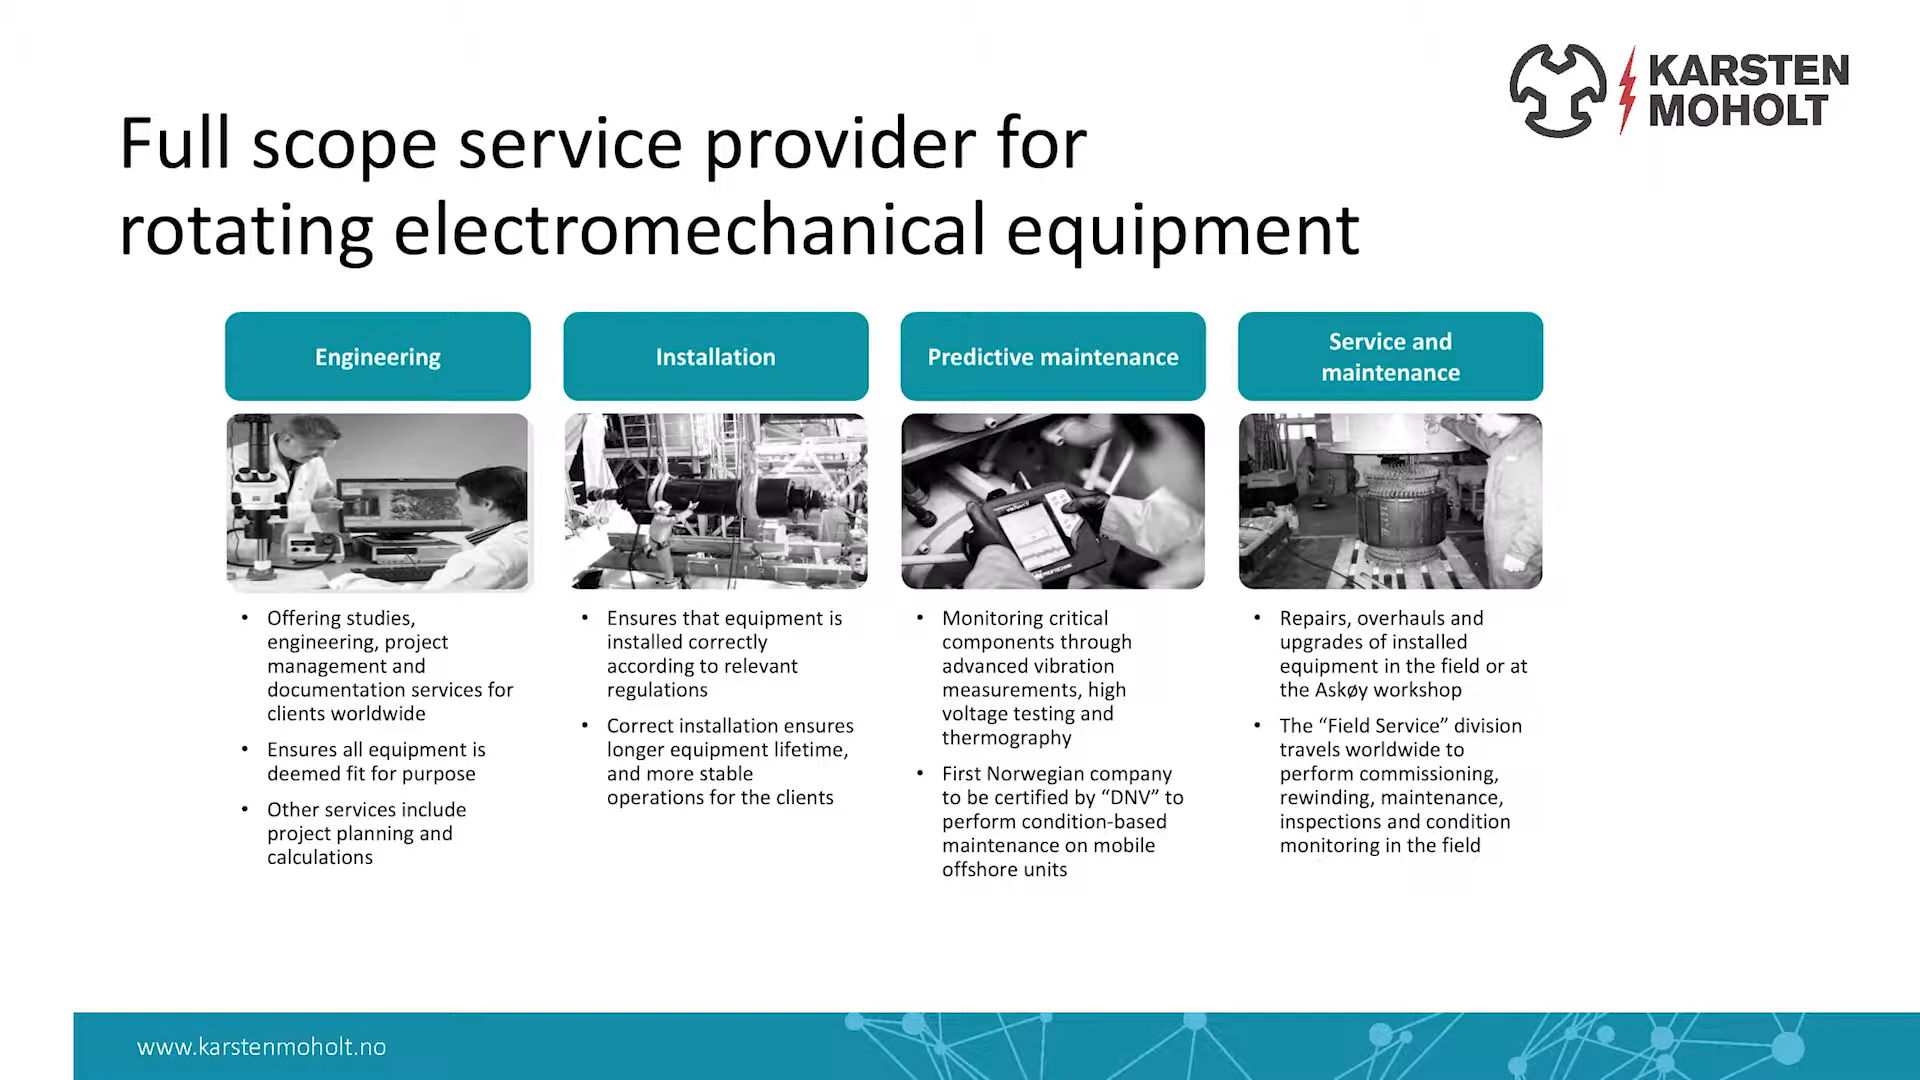 KARSTEN
MOHOLT
Full scope service provider for
rotating electromechanical equipment
Engineering
Installation
Predictive maintenance
Service and
maintenance
• Offering studies,
engineering, project
management and
documentation services for
clients worldwide
• Ensures all equipment is
deemed fit for purpose
• Other services include
project planning and
calculations
• Ensures that equipment is
installed correctly
according to relevant
regulations
• Correct installation ensures
longer equipment lifetime,
and more stable
operations for the clients
• Monitoring critical
components through
advanced vibration
measurements, high
voltage testing and
thermography
• First Norwegian company
to be certified by “DNV” to
perform condition-based
maintenance on mobile
offshore units
• Repairs, overhauls and
upgrades of installed
equipment in the field or at
the Askøy workshop
• The “Field Service” division
travels worldwide to
perform commissioning,
rewinding, maintenance,
inspections and condition
monitoring in the field
www.karstenmoholt.no